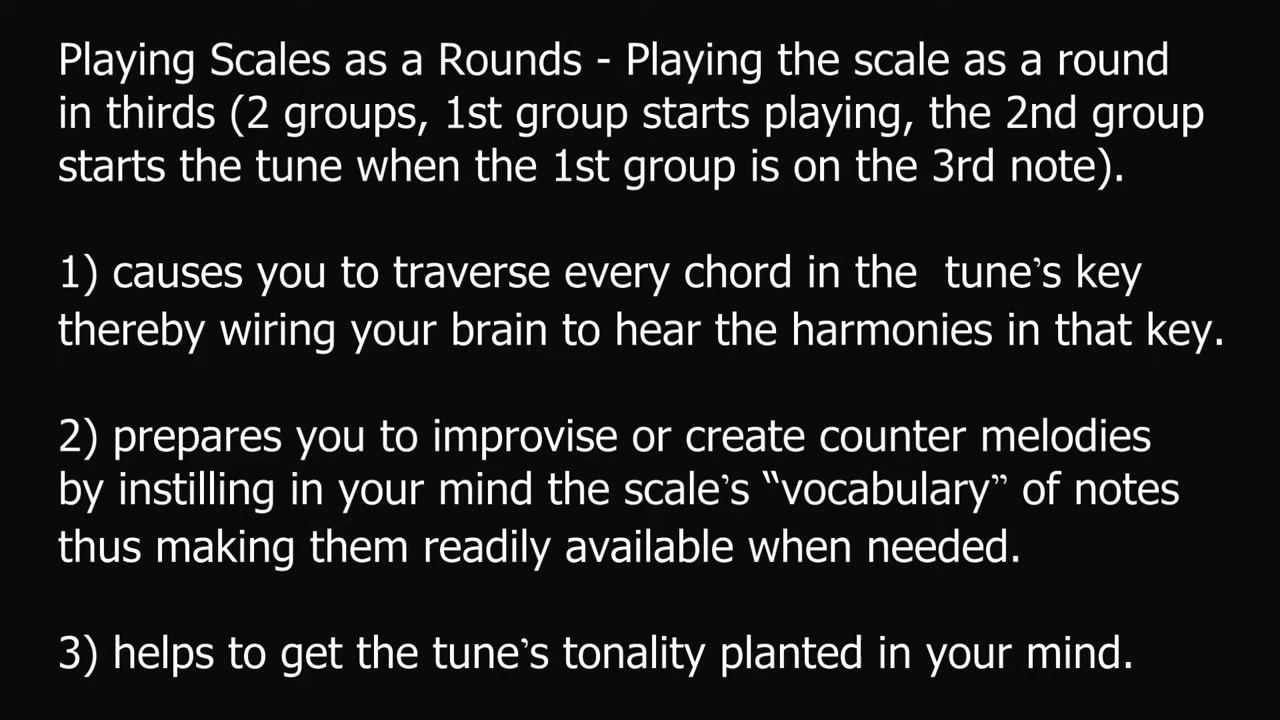 Playing Scales as a Rounds - Playing the scale as a round
in thirds (2 groups, 1st group starts playing, the 2nd group
starts the tune when the 1st group is on the 3rd note).
1) causes you to traverse every chord in the  tune’s key
thereby wiring your brain to hear the harmonies in that key.
2) prepares you to improvise or create counter melodies
by instilling in your mind the scale’s “vocabulary” of notes
thus making them readily available when needed.
3) helps to get the tune’s tonality planted in your mind.